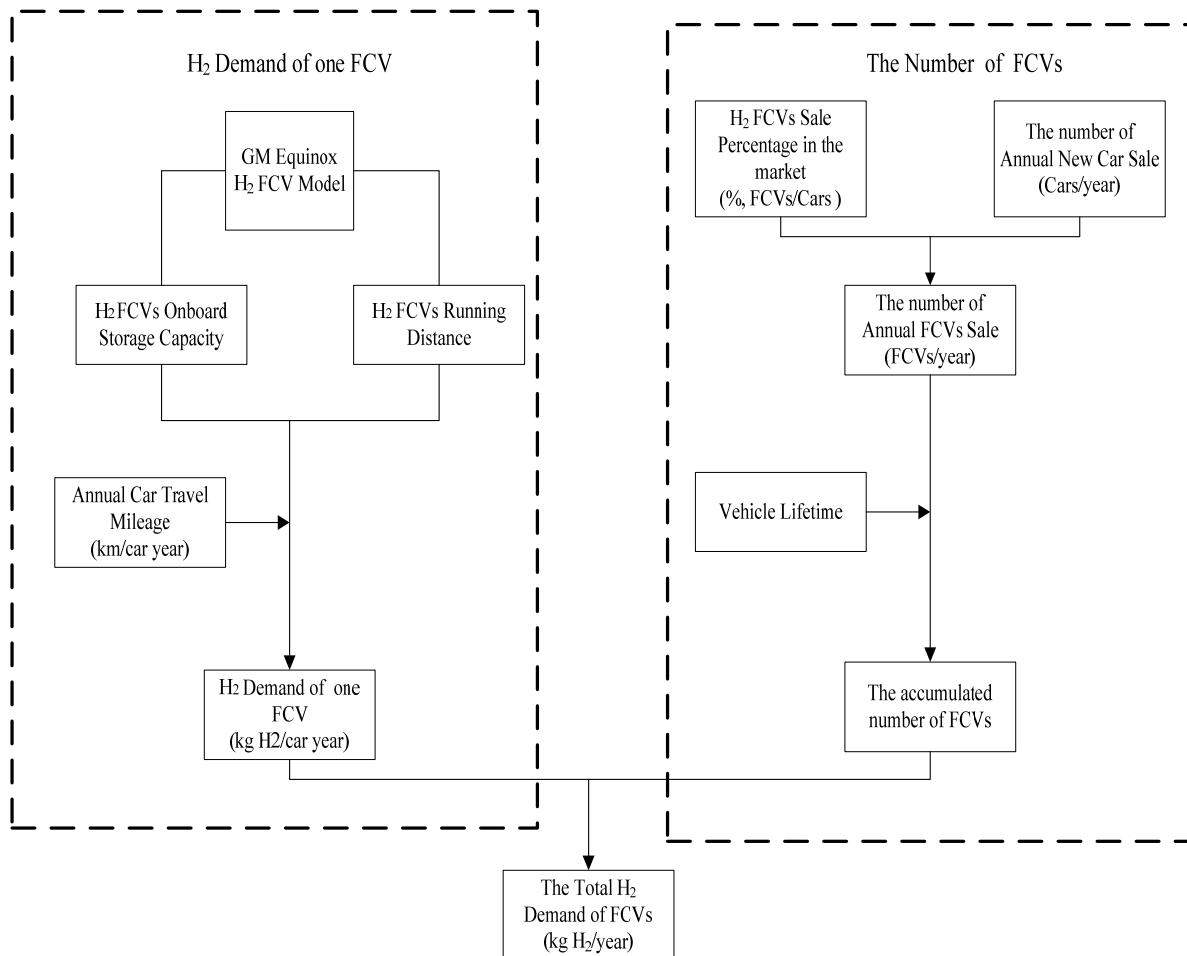 H₂ Demand of one FCV
GM Equinox
H₂ FCV Model
H₂ FCVs Onboard
Storage Capacity
H₂ FCVs Running
Distance
Annual Car Travel
Mileage
(km/car year)
H₂ Demand of one
FCV
(kg H2/car year)
The Number of FCVs
H₂ FCVs Sale
Percentage in the
market
(%, FCVs/Cars )
The number of
Annual New Car Sale
(Cars/year)
The number of
Annual FCVs Sale
(FCVs/year)
Vehicle Lifetime
The accumulated
number of FCVs
The Total H₂
Demand of FCVs
(kg H₂/year)